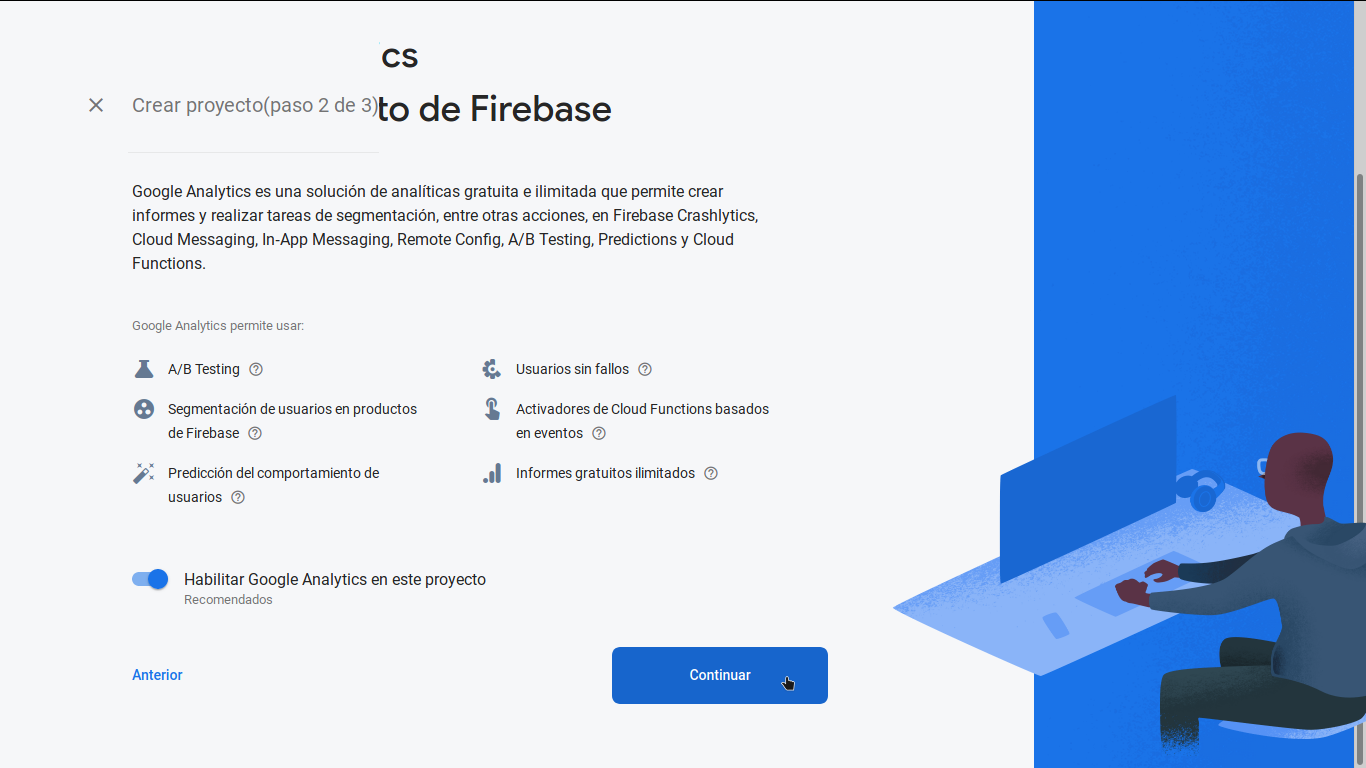 cs
Crear proyecto(paso 2 de 3)
to de Firebase
Google Analytics es una solución de analíticas gratuita e ilimitada que permite crear
informes y realizar tareas de segmentación, entre otras acciones, en Firebase Crashlytics,
Cloud Messaging, In-App Messaging, Remote Config, A/B Testing, Predictions y Cloud
Functions.
Google Analytics permite usar:
A/B Testing
Usuarios sin fallos
Segmentación de usuarios en productos
de Firebase
Activadores de Cloud Functions basados
en eventos
Predicción del comportamiento de
usuarios
Informes gratuitos ilimitados
Habilitar Google Analytics en este proyecto
Recomendados
Anterior
Continuar